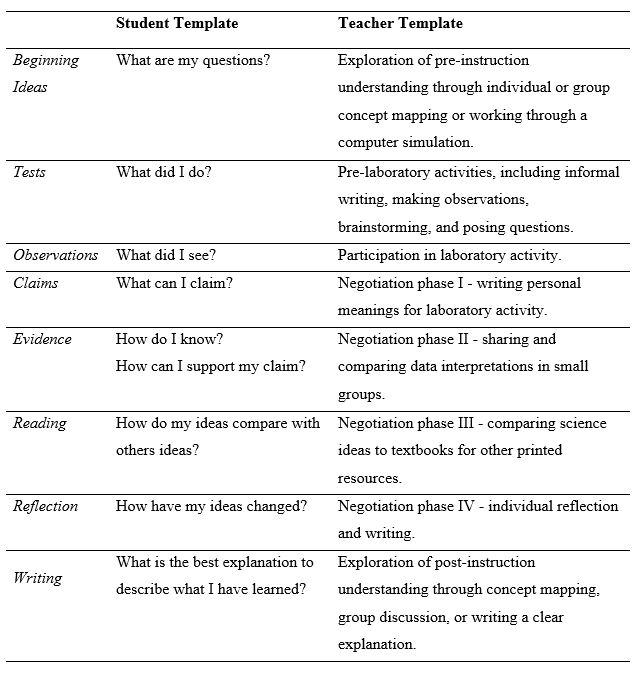 Student Template Teacher Template
Beginning What are my questions? Exploration of pre-instruction
Ideas understanding through individual or group
concept mapping or working through a
computer simulation.
Tests What did I do? Pre-laboratory activities, including informal
writing, making observations,
brainstorming, and posing questions.
Observations What did I see? Participation in laboratory activity.
Claims What can I claim? Negotiation phase I - writing personal
meanings for laboratory activity.
Evidence How do I know? Negotiation phase II - sharing and
How can I support my claim? comparing data interpretations in small
groups.
Reading How do my ideas compare with Negotiation phase III - comparing science
others ideas? ideas to textbooks for other printed
resources.
Reflection How have my ideas changed? Negotiation phase IV - individual reflection
and writing.
What is the best explanation to Exploration of post-instruction
Writing describe what I have learned? understanding through concept mapping,
group discussion, or writing a clear
explanation.